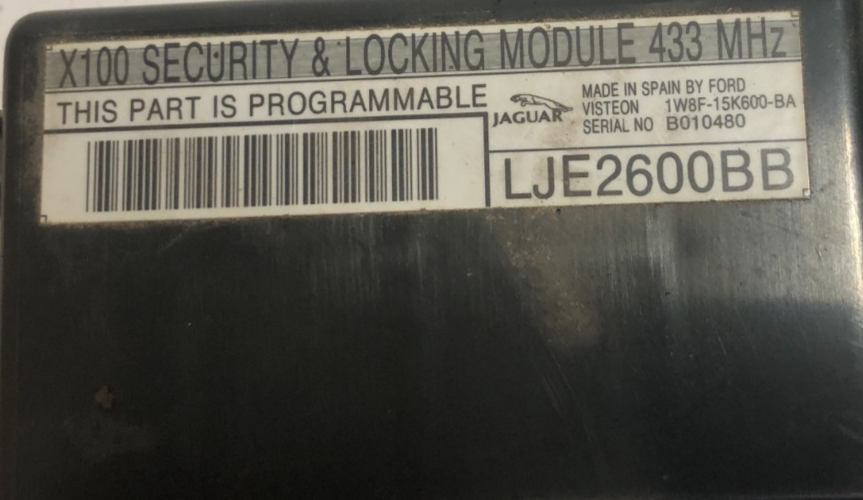 X100 SECURITY & LOCKING MODULE 433 MHz
THIS PART IS PROGRAMMABLE
JAGUAR
MADE IN SPAIN BY FORD
VISTEON 1W8F-15K600-BA
SERIAL NO B010480
LJE2600BB